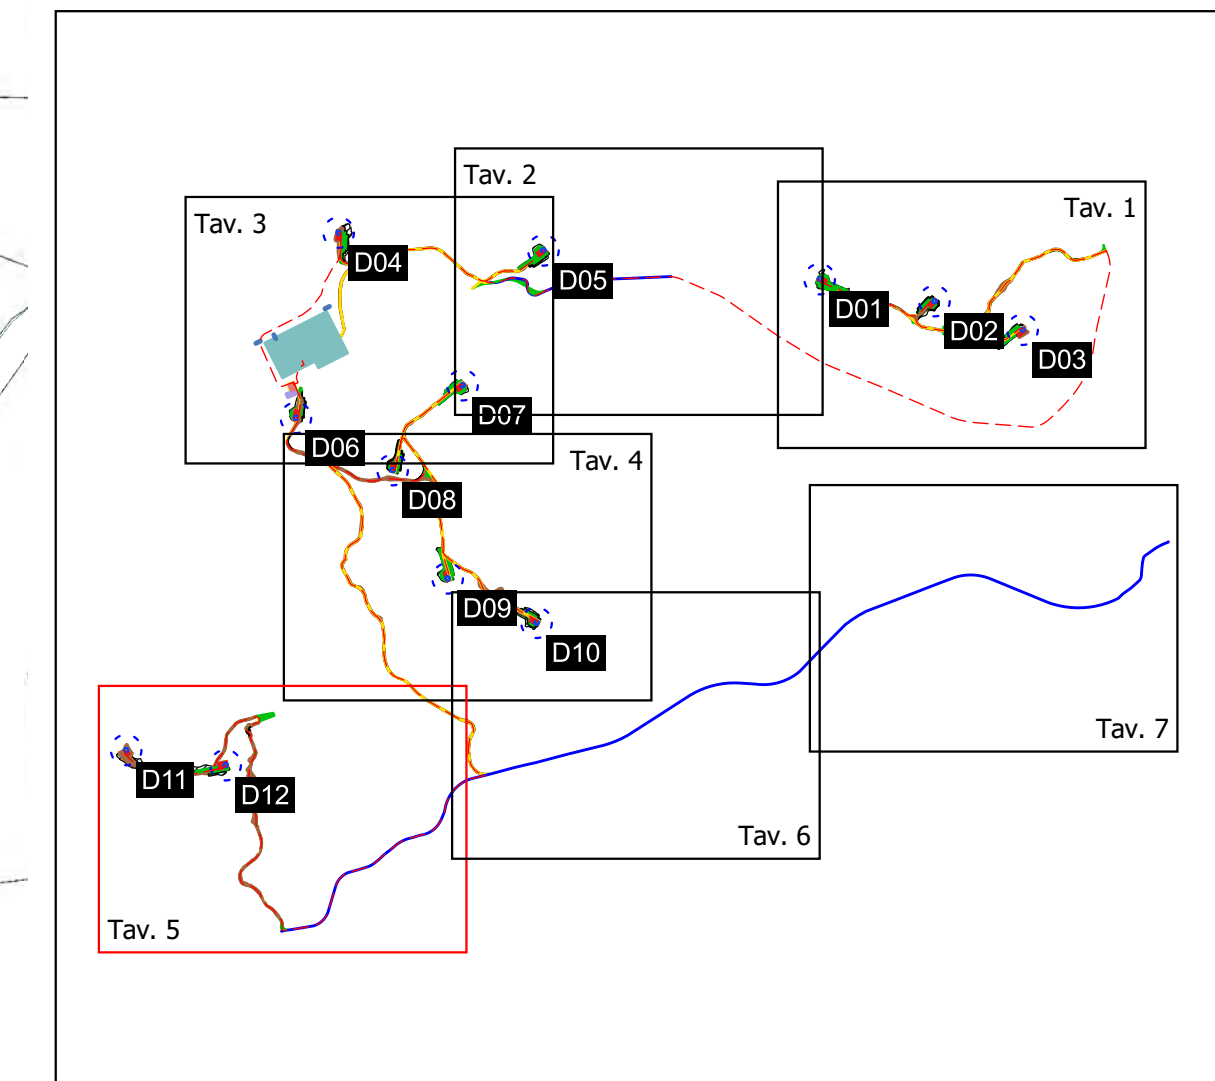 Tav. 2
Tav. 1
Tav. 3
D04
D05
D01
D02
D03
D07
D06
Tav. 4
D08
D09
D10
Tav. 7
D11
D12
Tav. 6
Tav. 5